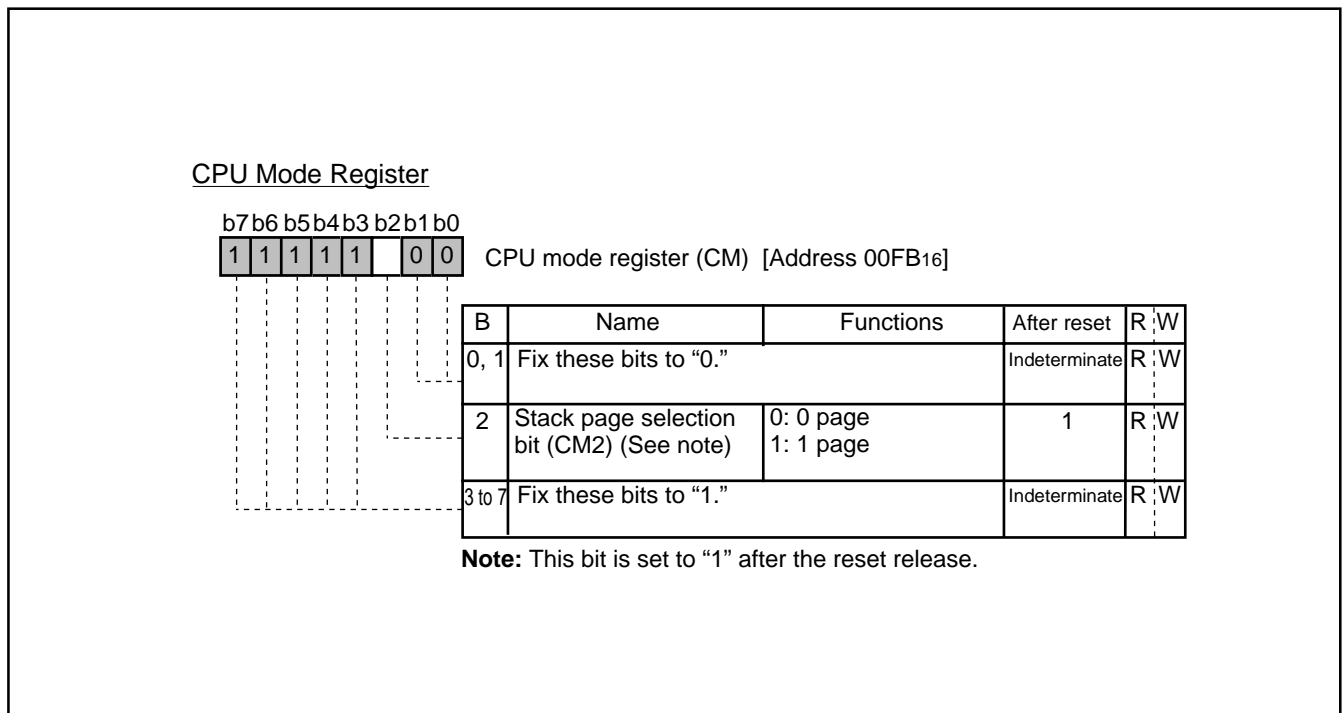 CPU Mode Register
b7 b6 b5 b4 b3 b2 b1 b0
1 1 1 1 1 0 0
CPU mode register (CM) [Address 00FB16]
B Name Functions After reset R W
0, 1 Fix these bits to “0.” Indeterminate R W
2 Stack page selection 0: 0 page 1 R W
bit (CM2) (See note) 1: 1 page
3 to 7 Fix these bits to “1.” Indeterminate R W
Note: This bit is set to “1” after the reset release.